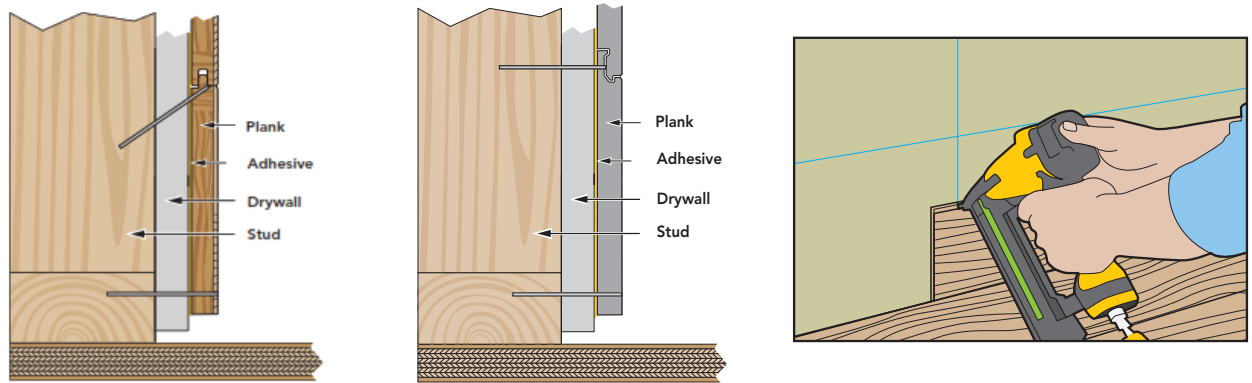 Plank
Adhesive
Drywall
Stud
Plank
Adhesive
Drywall
Stud